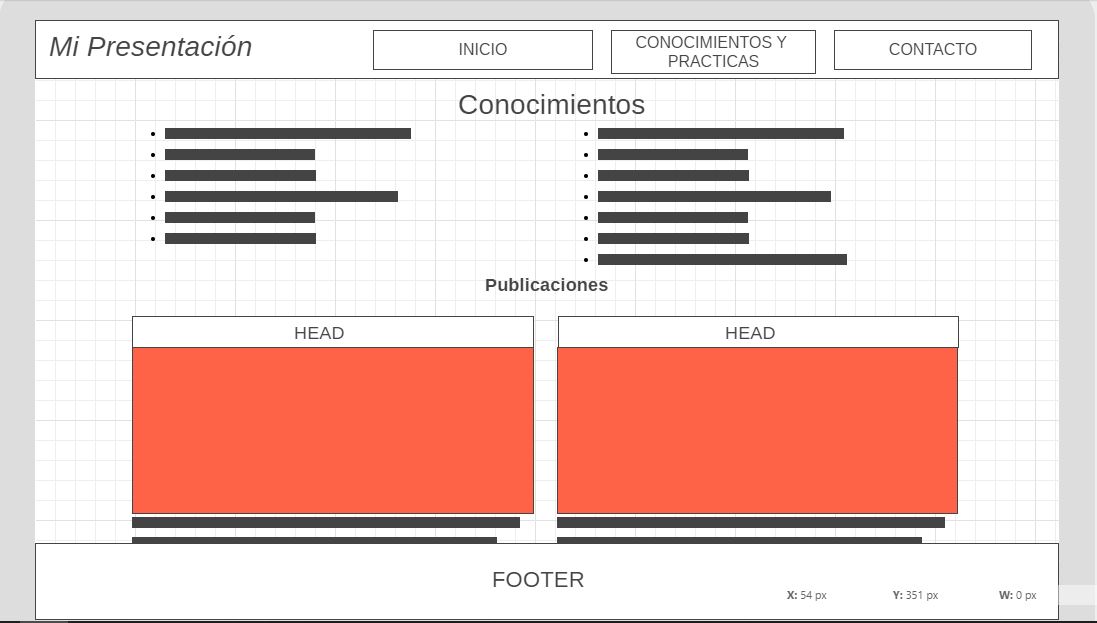 Mi Presentación
INICIO
CONOCIMIENTOS Y
PRACTICAS
CONTACTO
Conocimientos
Publicaciones
HEAD
HEAD
FOOTER
X: 54 px
Y: 351 px
W: 0 px